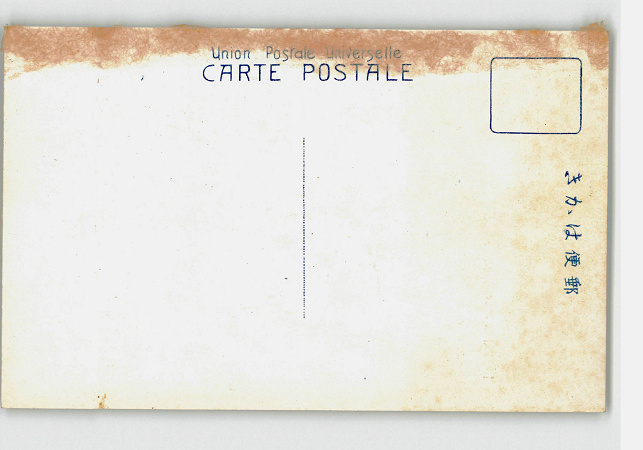 Union Postale Universelle
CARTE POSTALE
郵便はかき